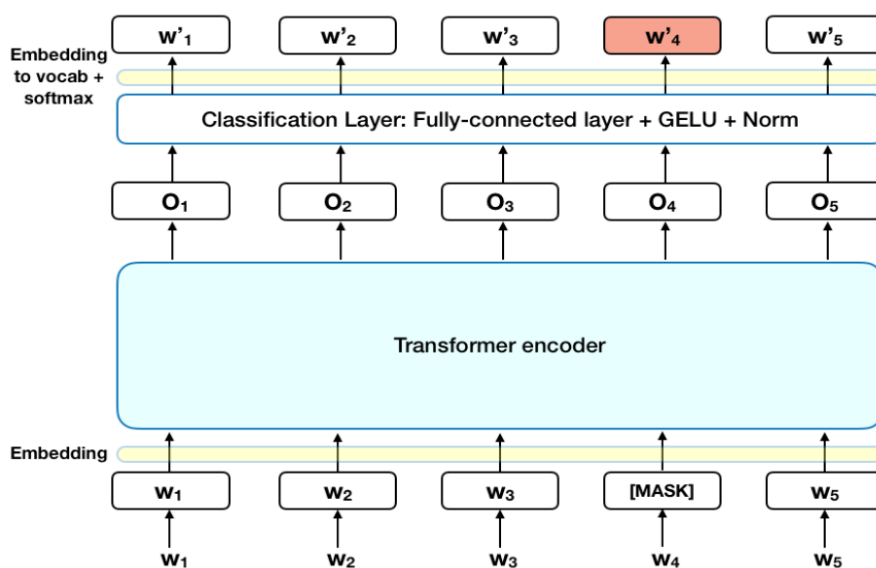 w’₁ w’₂ w’₃ w’₄ w’₅
Embedding
to vocab +
softmax
Classification Layer: Fully-connected layer + GELU + Norm
O₁ O₂ O₃ O₄ O₅
Transformer encoder
Embedding
w₁ w₂ w₃ [MASK] w₅
w₁ w₂ w₃ w₄ w₅